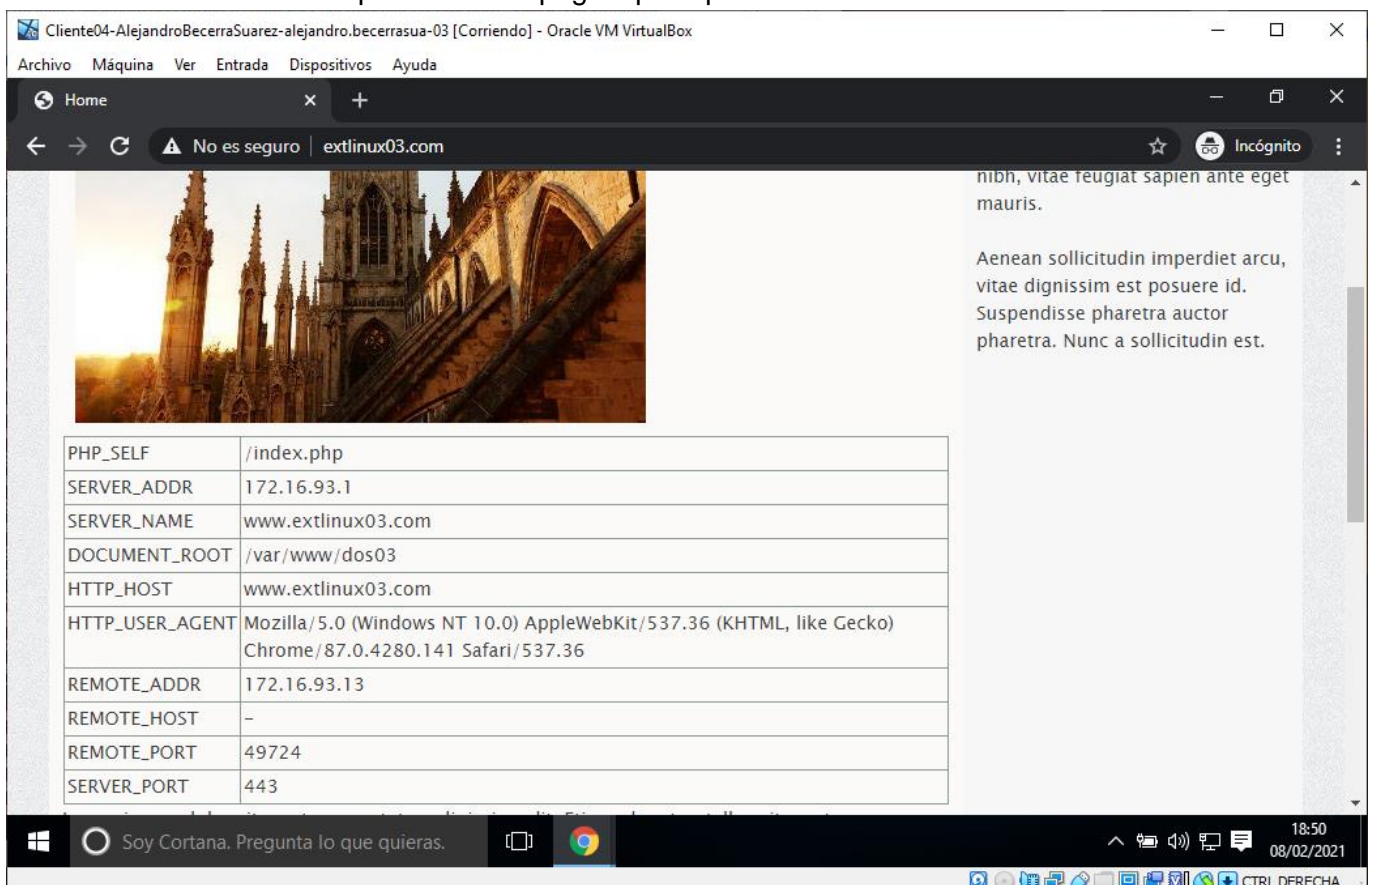 Cliente04-AlejandroBecerraSuarez-alejandro.becerrasua-03 [Corriendo] - Oracle VM VirtualBox
Archivo Máquina Ver Entrada Dispositivos Ayuda
Home
No es seguro extlinux03.com
Incógnito
nibh, vitae feugiat sapien ante eget
mauris.
Aenean sollicitudin imperdiet arcu,
vitae dignissim est posuere id.
Suspendisse pharetra auctor
pharetra. Nunc a sollicitudin est.
PHP_SELF /index.php
SERVER_ADDR 172.16.93.1
SERVER_NAME www.extlinux03.com
DOCUMENT_ROOT /var/www/dos03
HTTP_HOST www.extlinux03.com
HTTP_USER_AGENT Mozilla/5.0 (Windows NT 10.0) AppleWebKit/537.36 (KHTML, like Gecko)
Chrome/87.0.4280.141 Safari/537.36
REMOTE_ADDR 172.16.93.13
REMOTE_HOST -
REMOTE_PORT 49724
SERVER_PORT 443
Soy Cortana. Pregunta lo que quieras.
18:50
08/02/2021
CTRL DERECHA